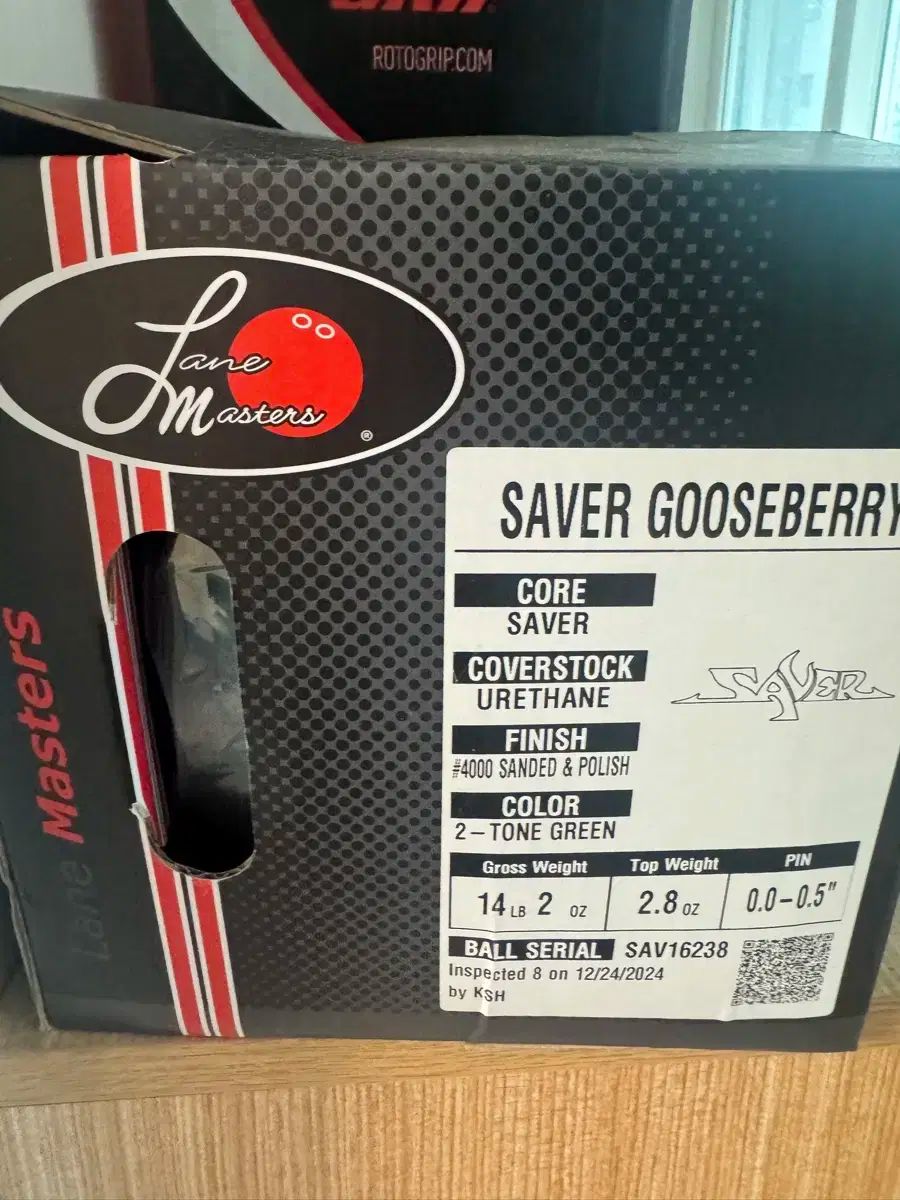 ROTOGRIP.COM
Lane
Masters
®
Lane Masters
SAVER GOOSEBERRY
CORE
SAVER
COVERSTOCK
URETHANE
FINISH
#4000 SANDED & POLISH
COLOR
2-TONE GREEN
SAVER
Gross Weight Top Weight PIN
14 LB 2 OZ 2.8 OZ 0.0-0.5"
BALL SERIAL SAV16238
Inspected 8 on 12/24/2024
by KSH